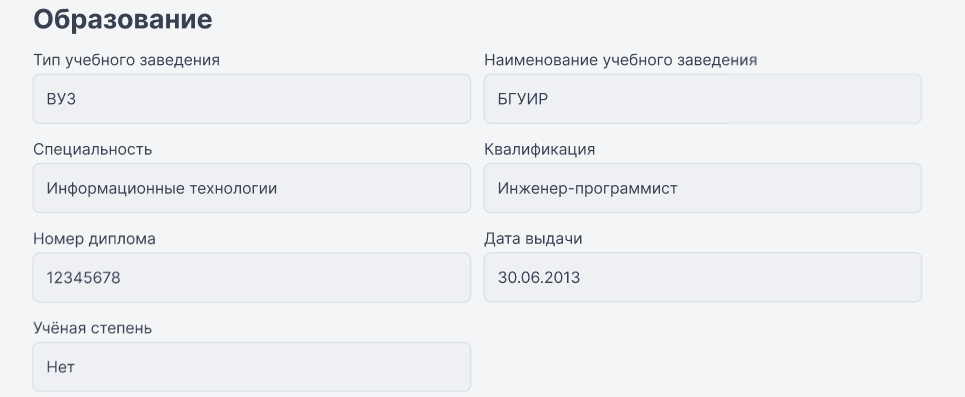 Образование
Тип учебного заведения
Наименование учебного заведения
ВУЗ
БГУИР
Специальность
Квалификация
Информационные технологии
Инженер-программист
Номер диплома
Дата выдачи
12345678
30.06.2013
Учёная степень
Нет